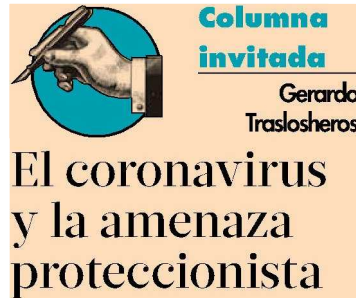 Columna
invitada
Gerardo
Traslosheros
El coronavirus
y la amenaza
proteccionista